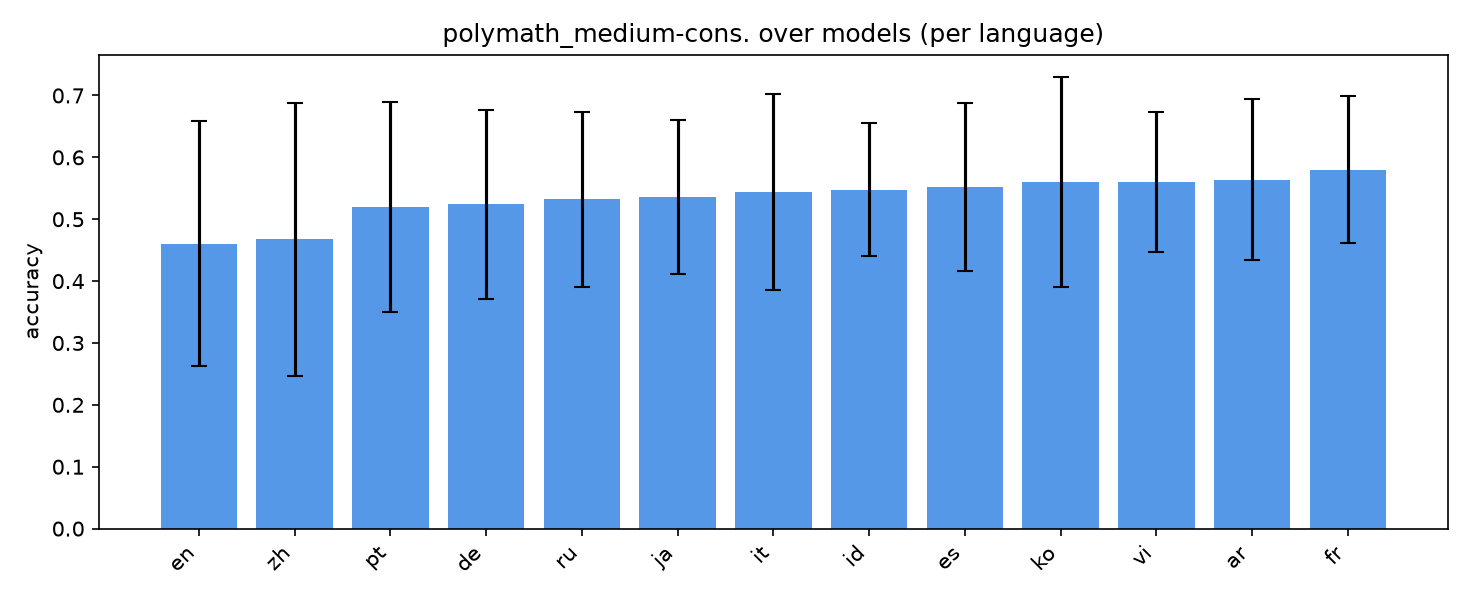 polymath_medium-cons. over models (per language)
accuracy
0.7
0.6
0.5
0.4
0.3
0.2
0.1
0.0
en zh pt de ru ja it id es ko vi ar fr